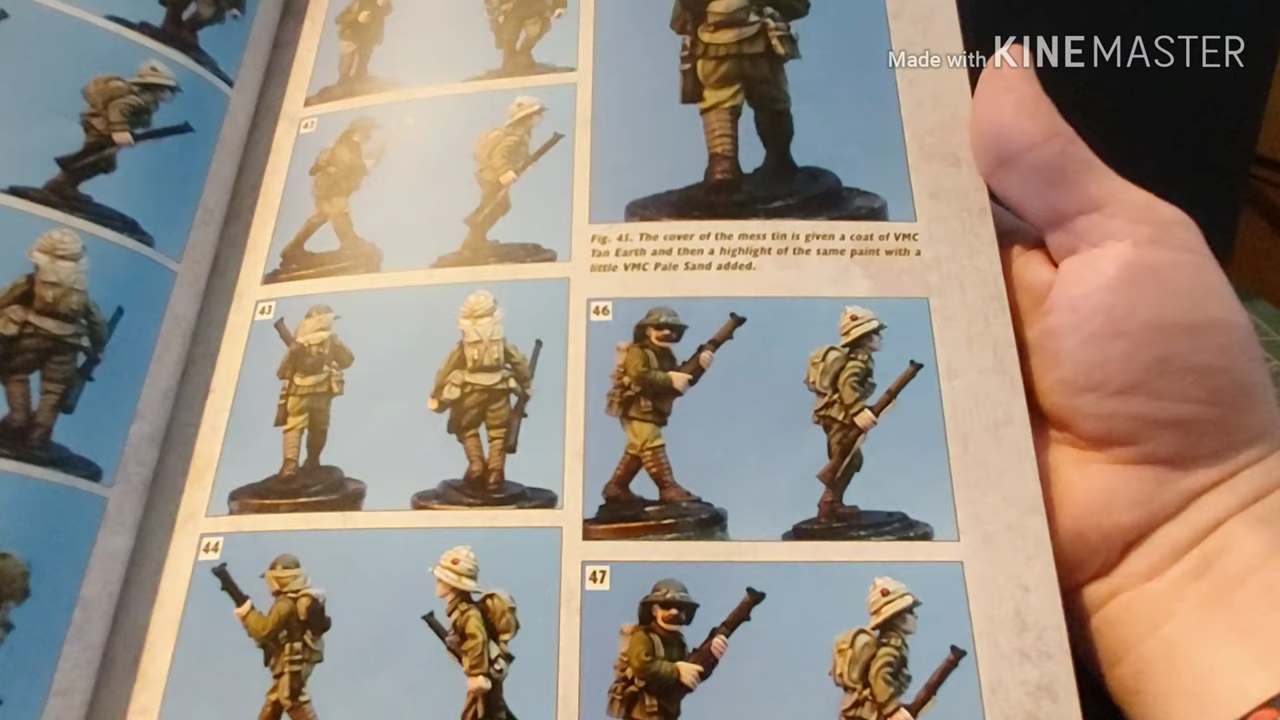 Made with KINEMASTER
42
43
44
Fig. 45. The cover of the mess tin is given a coat of VMC
Tan Earth and then a highlight of the same paint with a
little VMC Pale Sand added.
46
47